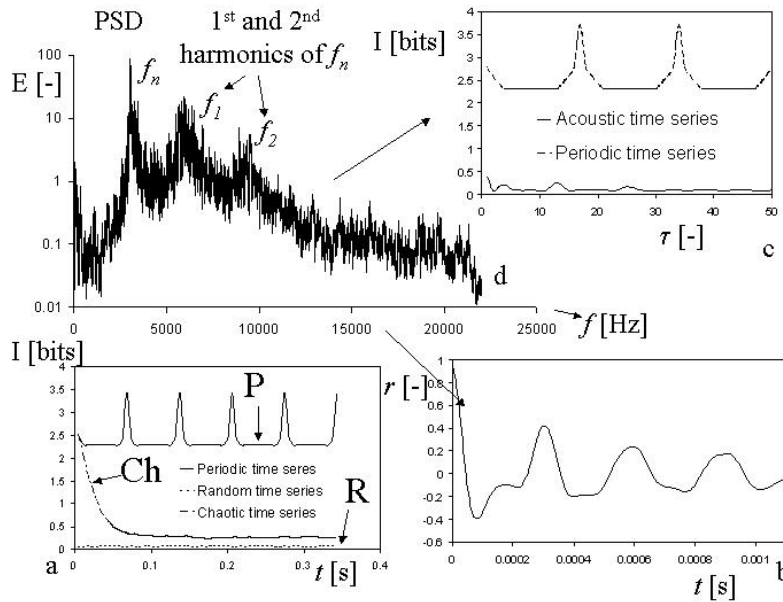 PSD
1st and 2nd
harmonics of fn
E [-]
100
10
1
0.1
0.01
fn
f1
f2
d
0
5000
10000
15000
20000
25000
f [Hz]
I [bits]
4
3.5
3
2.5
2
1.5
1
0.5
0
Acoustic time series
Periodic time series
0
10
20
30
40
50
τ [-]
c
I [bits]
4
3.5
3
2.5
2
1.5
1
0.5
0
P
Ch
R
Periodic time seres
Random time series
Chaotic time series
a
0
0.1
0.2
0.3
0.4
t [s]
r [-]
1
0.8
0.6
0.4
0.2
0
-0.2
-0.4
-0.6
0
0.0002
0.0004
0.0006
0.0008
0.001
t [s]
b